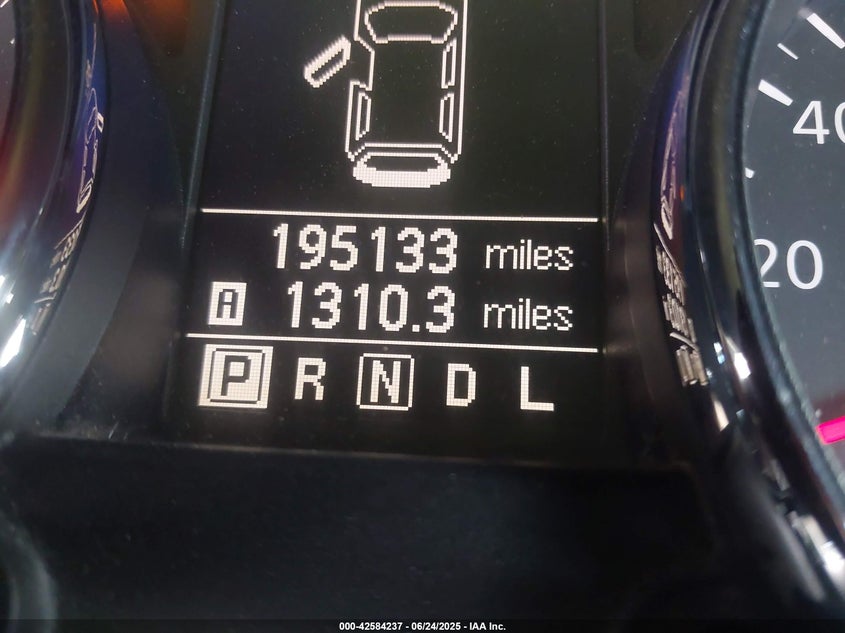 195133 miles
A 1310.3 miles
P R N D L
40
20
000-42584237 - 06/24/2025 - IAA Inc.